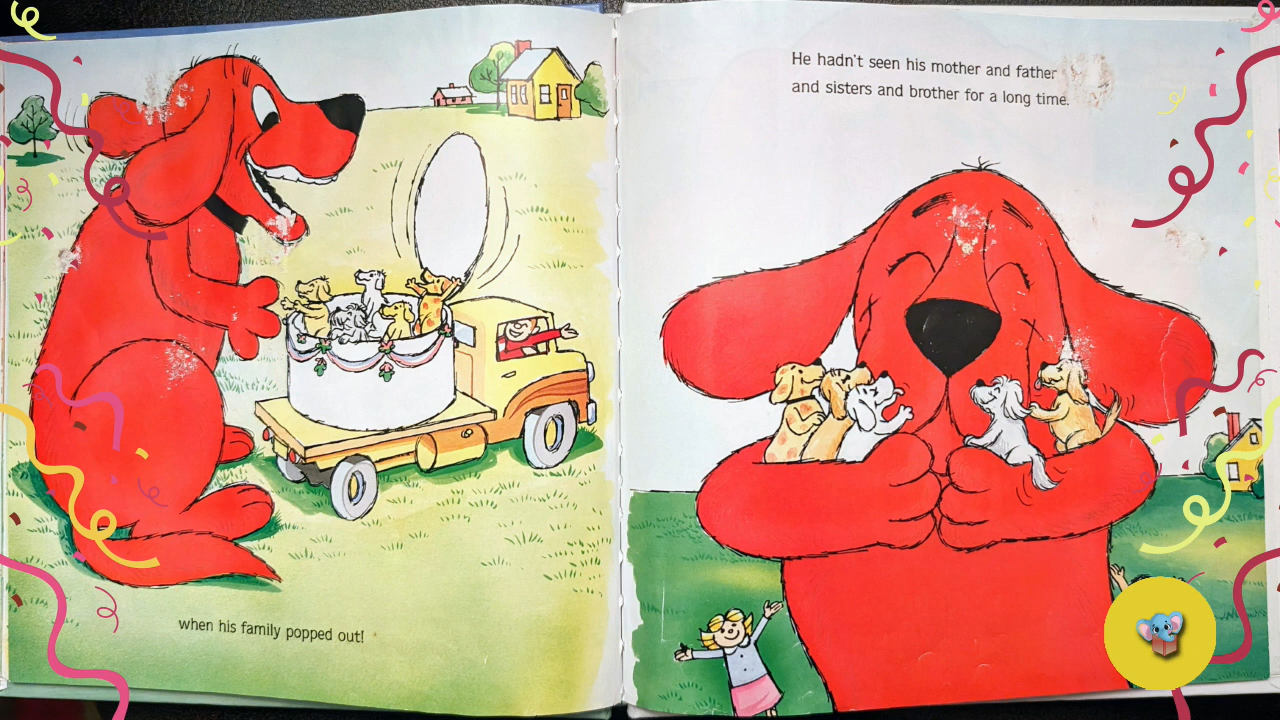 when his family popped out!
He hadn't seen his mother and father
and sisters and brother for a long time.